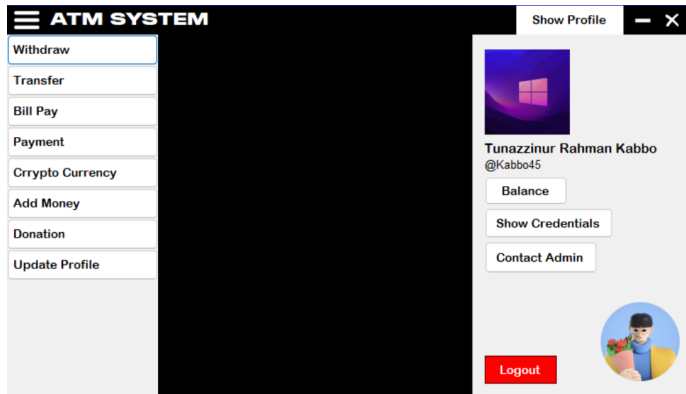 ATM SYSTEM
Show Profile
Withdraw
Transfer
Bill Pay
Payment
Crrypto Currency
Add Money
Donation
Update Profile
Tunazzinur Rahman Kabbo
@Kabbo45
Balance
Show Credentials
Contact Admin
Logout